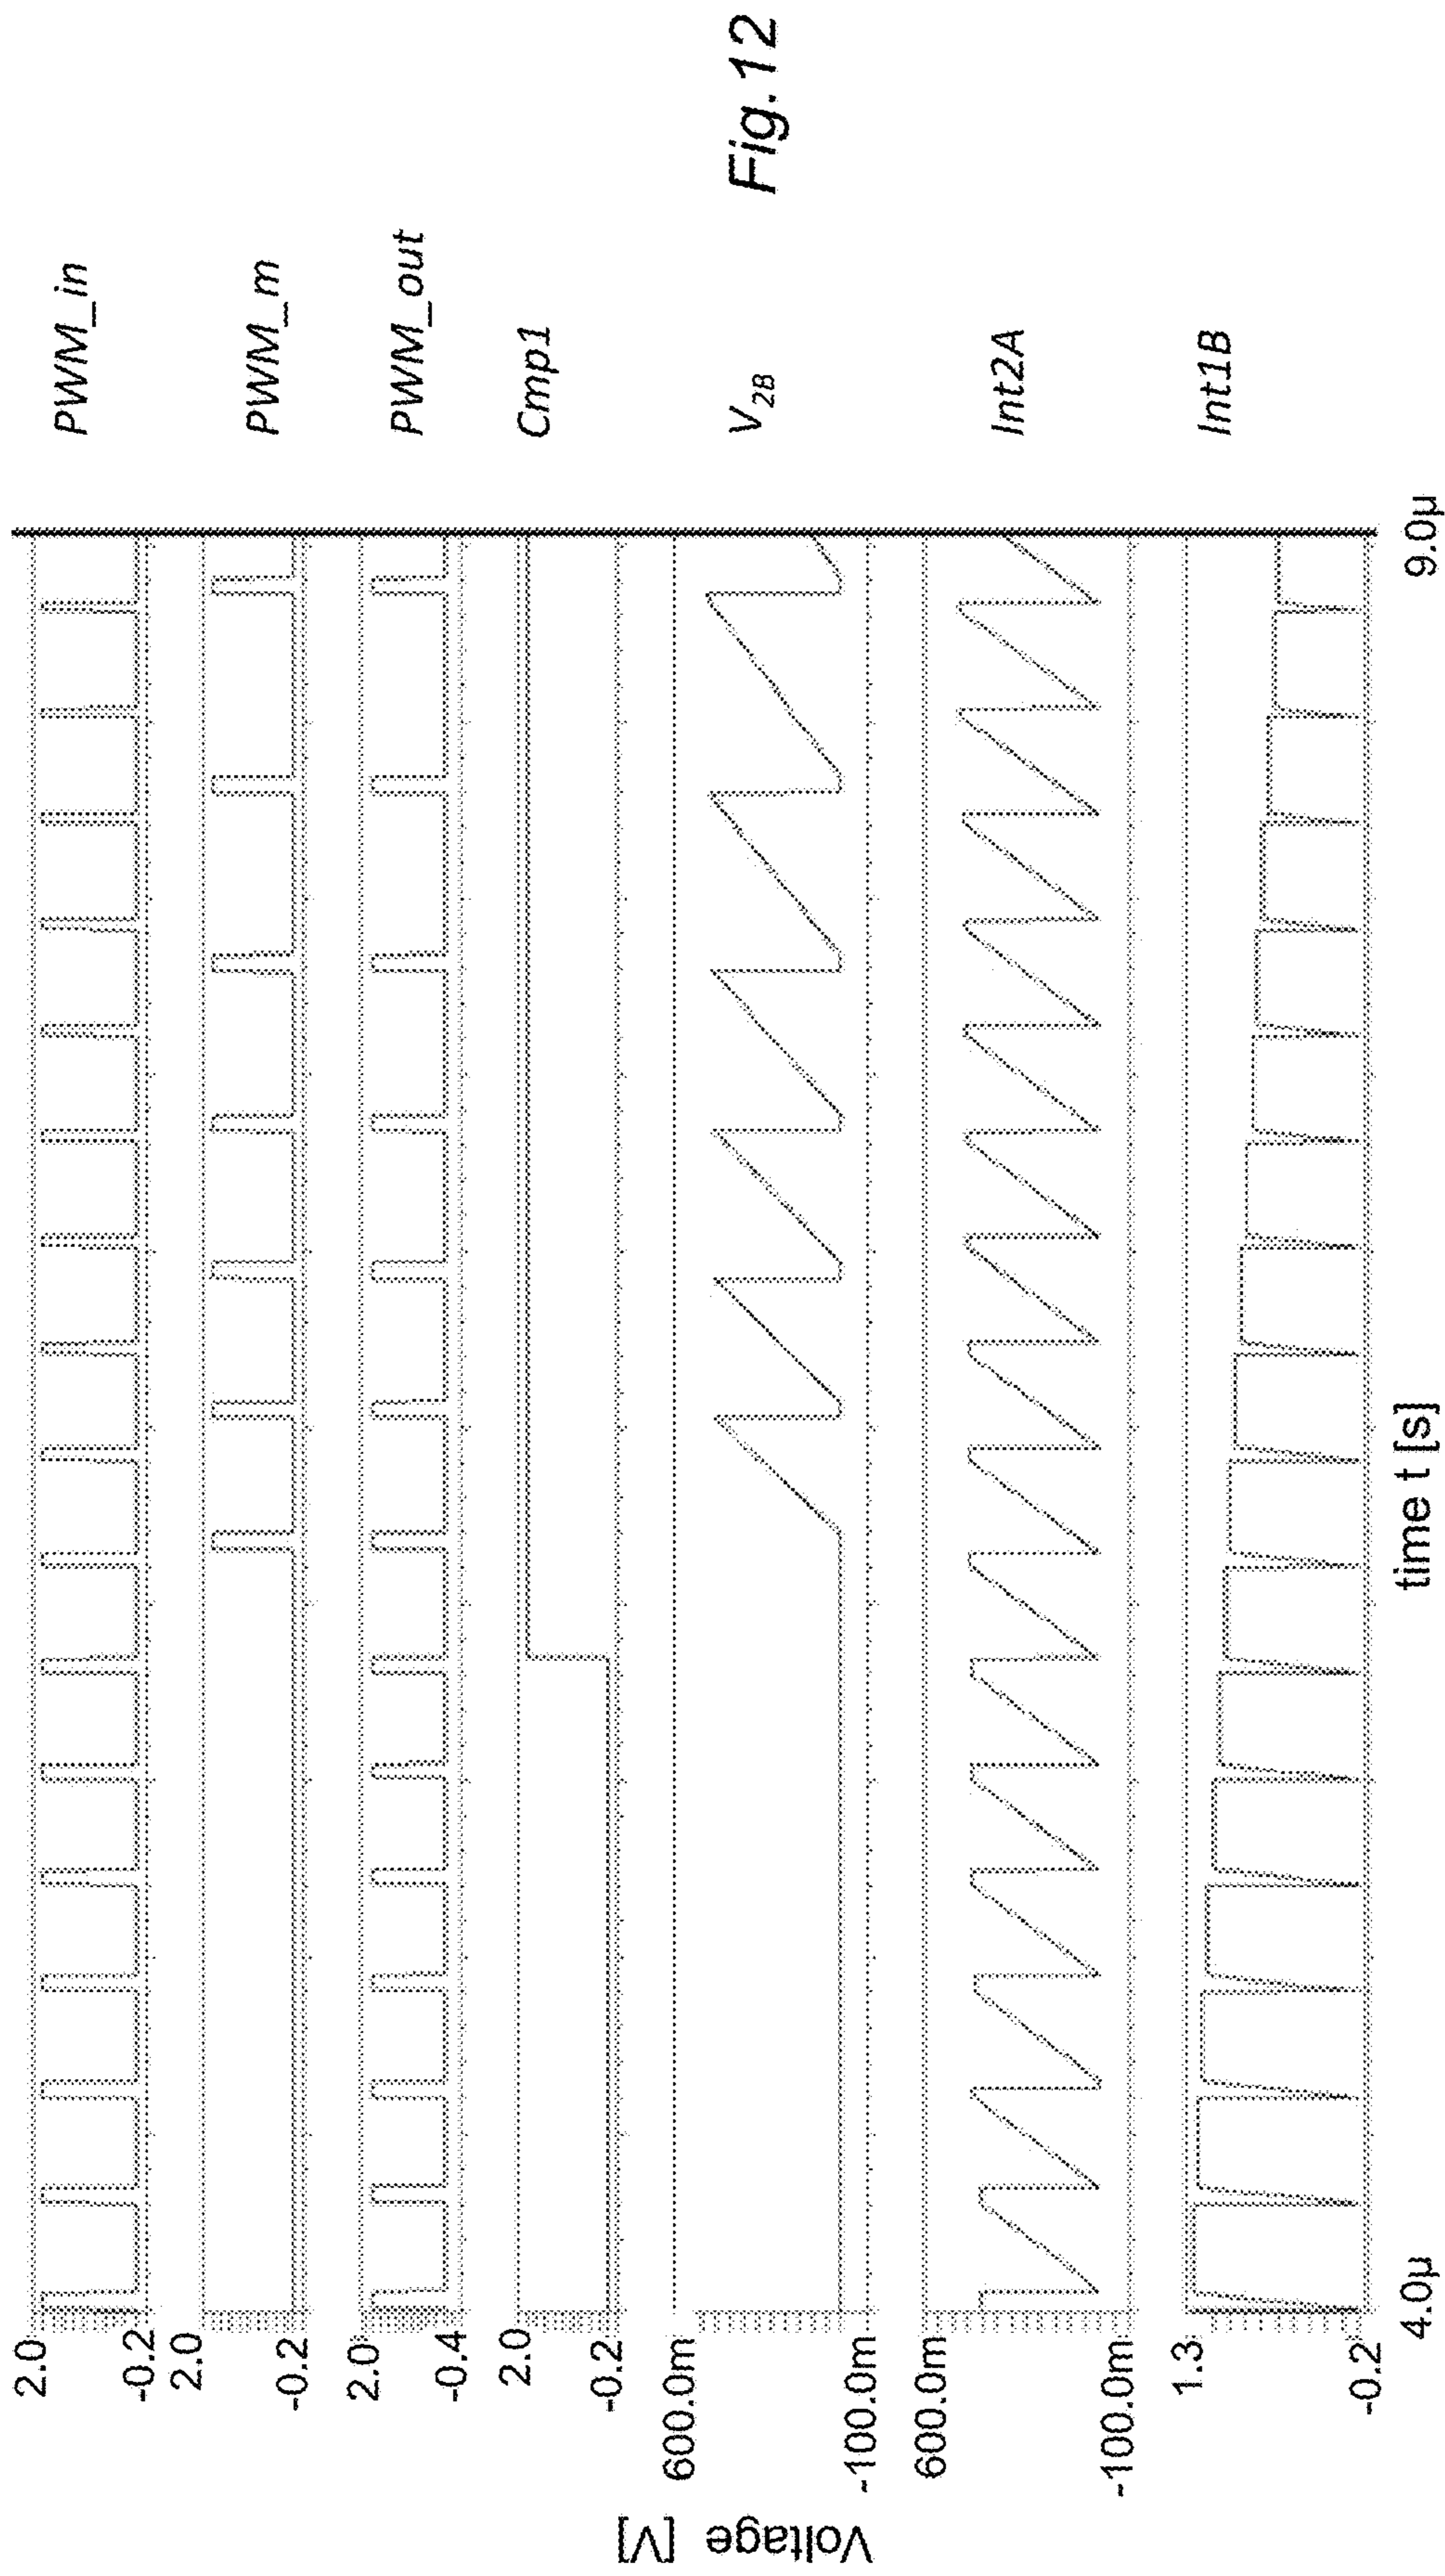 Voltage [V]
2.0
-0.2
PWM_in
2.0
-0.2
PWM_m
2.0
-0.4
PWM_out
2.0
-0.2
Cmp1
600.0m
-100.0m
V2B
600.0m
-100.0m
Int2A
1.3
-0.2
Int1B
4.0µ
time t [s]
9.0µ
Fig.12